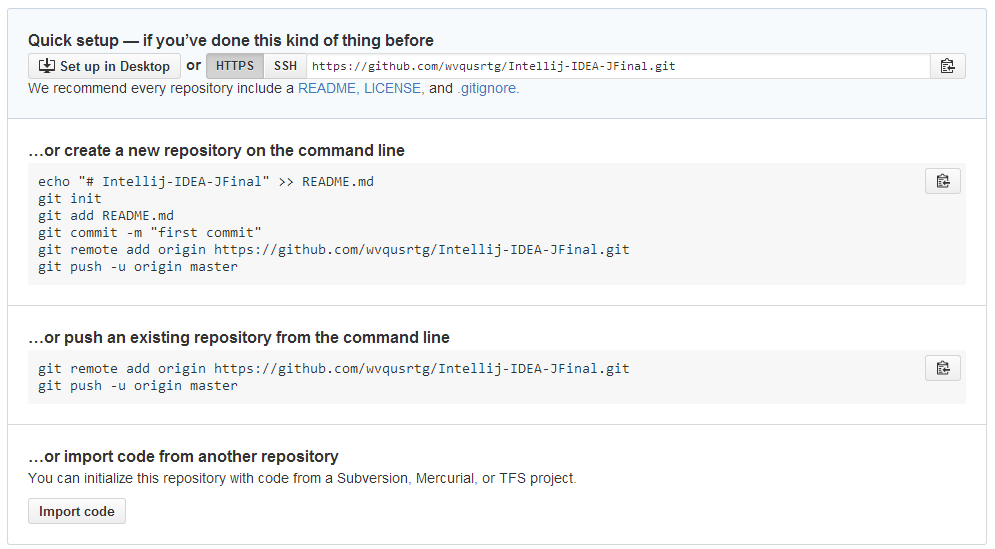 Quick setup — if you’ve done this kind of thing before
Set up in Desktop or HTTPS SSH https://github.com/wvqusrtg/Intellij-IDEA-JFinal.git
We recommend every repository include a README, LICENSE, and .gitignore.
…or create a new repository on the command line
echo "# Intellij-IDEA-JFinal" >> README.md
git init
git add README.md
git commit -m "first commit"
git remote add origin https://github.com/wvqusrtg/Intellij-IDEA-JFinal.git
git push -u origin master
…or push an existing repository from the command line
git remote add origin https://github.com/wvqusrtg/Intellij-IDEA-JFinal.git
git push -u origin master
…or import code from another repository
You can initialize this repository with code from a Subversion, Mercurial, or TFS project.
Import code